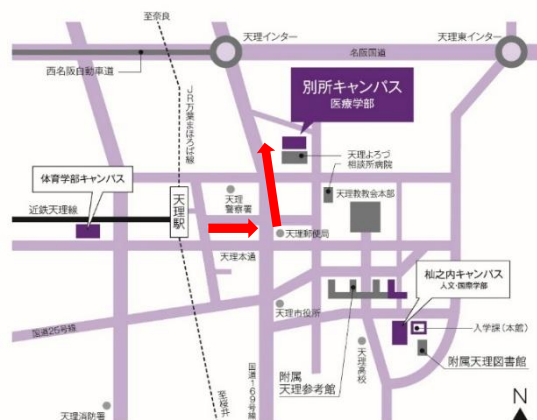 至奈良
天理インター
天理東インター
名阪国道
西名阪自動車道
JR万葉まほろば線
別所キャンパス
医療学部
天理よろづ
相談所病院
体育学部キャンパス
天理
警察署
天理教教会本部
近鉄天理線
天理駅
天理郵便局
天理本通
杣之内キャンパス
人文・国際学部
天理市役所
国道25号線
入学課(本館)
附属天理図書館
天理高校
附属
天理参考館
国道169号線
至桜井
天理消防署
N